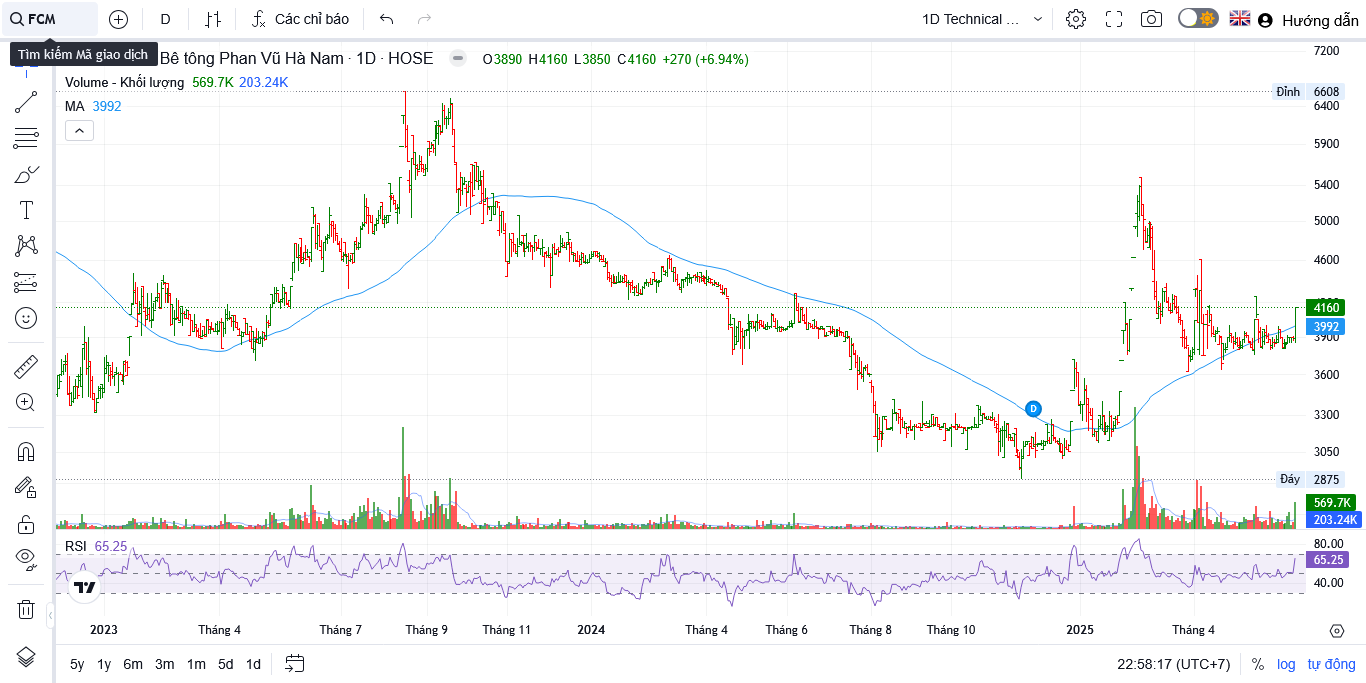 FCM D Các chỉ báo 1D Technical ... Hướng dẫn
Tìm kiếm Mã giao dịch
Bê tông Phan Vũ Hà Nam · 1D · HOSE O3890 H4160 L3850 C4160 +270 (+6.94%)
Volume - Khối lượng 569.7K 203.24K
MA 3992
7200
Đỉnh 6608
6400
5900
5400
5000
4600
4160
3992
3900
3600
D
3300
3050
Đáy 2875
569.7K
203.24K
RSI 65.25
80.00
65.25
40.00
2023 Tháng 4 Tháng 7 Tháng 9 Tháng 11 2024 Tháng 4 Tháng 6 Tháng 8 Tháng 10 2025 Tháng 4
5y 1y 6m 3m 1m 5d 1d 22:58:17 (UTC+7) % log tự động